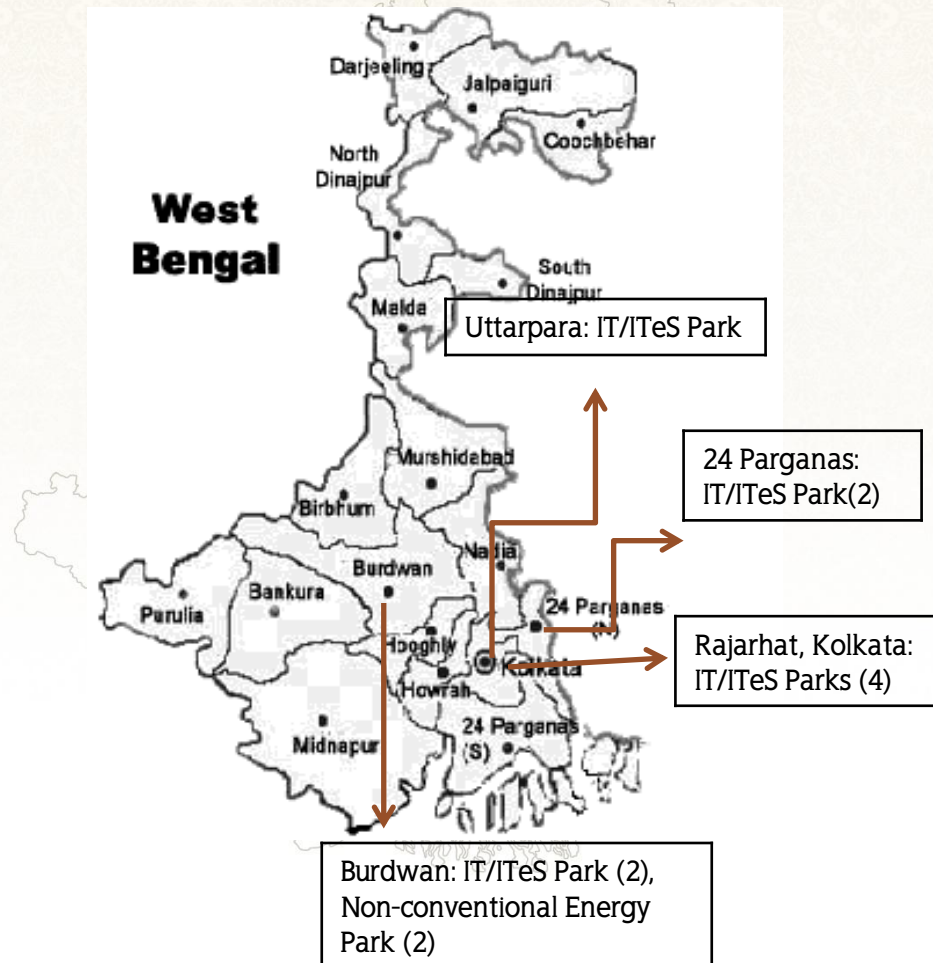 Darjeeling
Jalpaiguri
Coochbehar
North
Dinajpur
West
Bengal
South
Dinajpur
Malda
Uttarpara: IT/ITeS Park
24 Parganas:
IT/ITeS Park(2)
Murshidabad
Birbhum
Nadia
Burdwan
Bankura
Purulia
24 Parganas
(N)
Hooghly
Kolkata
Rajarhat, Kolkata:
IT/ITeS Parks (4)
Howrah
Midnapur
24 Parganas
(S)
Burdwan: IT/ITeS Park (2),
Non-conventional Energy
Park (2)